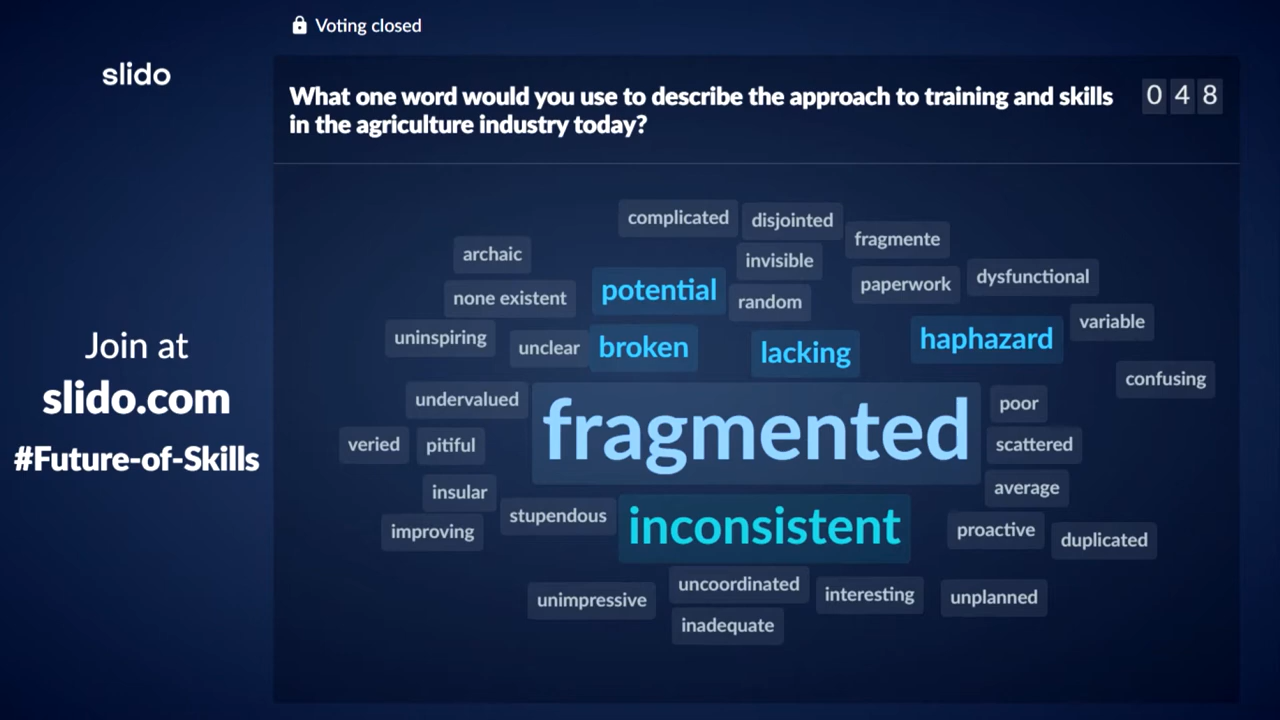 Voting closed
slido
What one word would you use to describe the approach to training and skills
in the agriculture industry today?
048
Join at
slido.com
#Future-of-Skills
complicated
disjointed
fragmente
archaic
invisible
paperwork
dysfunctional
none existent
potential
random
uninspiring
unclear
broken
lacking
haphazard
variable
confusing
undervalued
fragmented
poor
veried
pitiful
scattered
insular
average
improving
stupendous
inconsistent
proactive
duplicated
unimpressive
uncoordinated
interesting
unplanned
inadequate